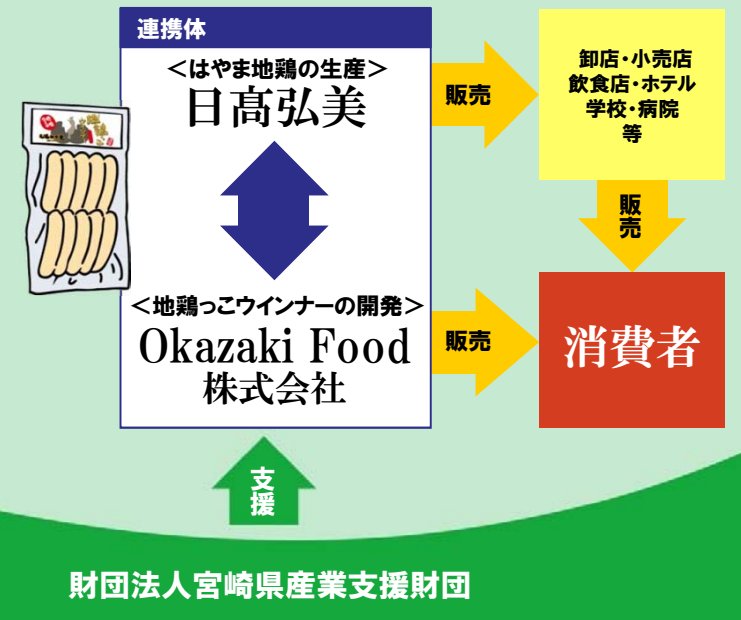 連携体
＜はやま地鶏の生産＞
日髙弘美
販売
卸店・小売店
飲食店・ホテル
学校・病院
等
販売
＜地鶏っこウインナーの開発＞
Okazaki Food
株式会社
販売
消費者
支援
財団法人宮崎県産業支援財団